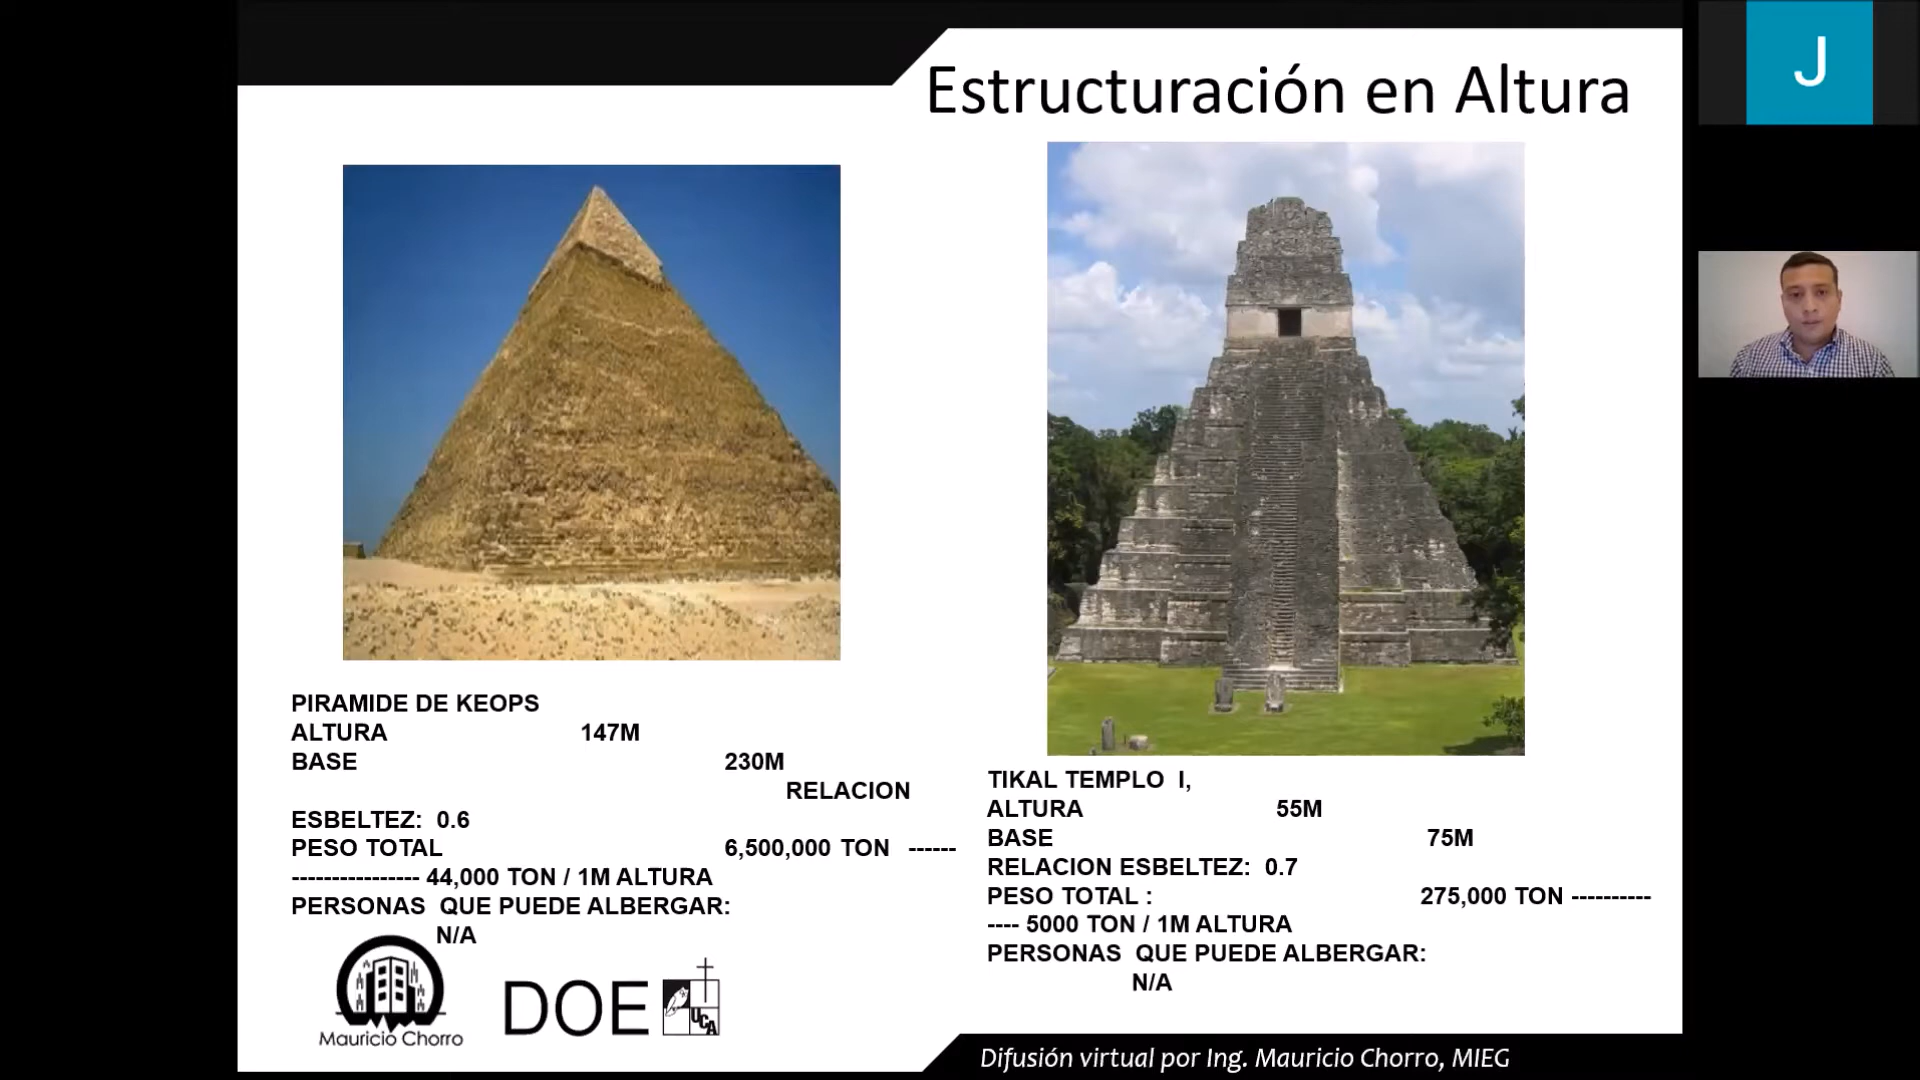 Estructuración en Altura
J
PIRAMIDE DE KEOPS
ALTURA 147M
BASE 230M
RELACION
ESBELTEZ: 0.6
PESO TOTAL 6,500,000 TON ------
---------------- 44,000 TON / 1M ALTURA
PERSONAS QUE PUEDE ALBERGAR:
N/A
TIKAL TEMPLO I,
ALTURA 55M
BASE 75M
RELACION ESBELTEZ: 0.7
PESO TOTAL : 275,000 TON ----------
---- 5000 TON / 1M ALTURA
PERSONAS QUE PUEDE ALBERGAR:
N/A
Mauricio Chorro
DOE
UCA
Difusión virtual por Ing. Mauricio Chorro, MIEG